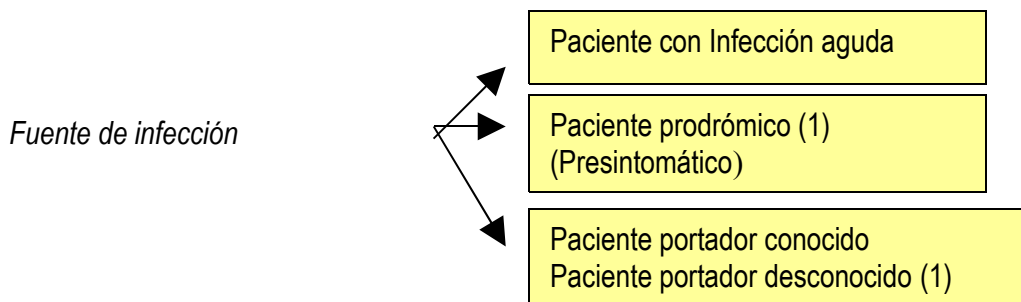 Paciente con Infección aguda
Fuente de infección
Paciente prodrómico (1)
(Presintomático)
Paciente portador conocido
Paciente portador desconocido (1)